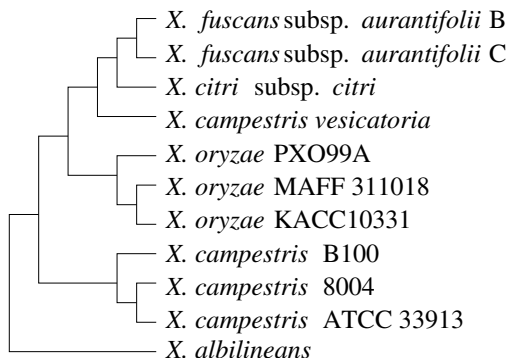 X. fuscans subsp. aurantifolii B
X. fuscans subsp. aurantifolii C
X. citri subsp. citri
X. campestris vesicatoria
X. oryzae PXO99A
X. oryzae MAFF 311018
X. oryzae KACC10331
X. campestris B100
X. campestris 8004
X. campestris ATCC 33913
X. albilineans